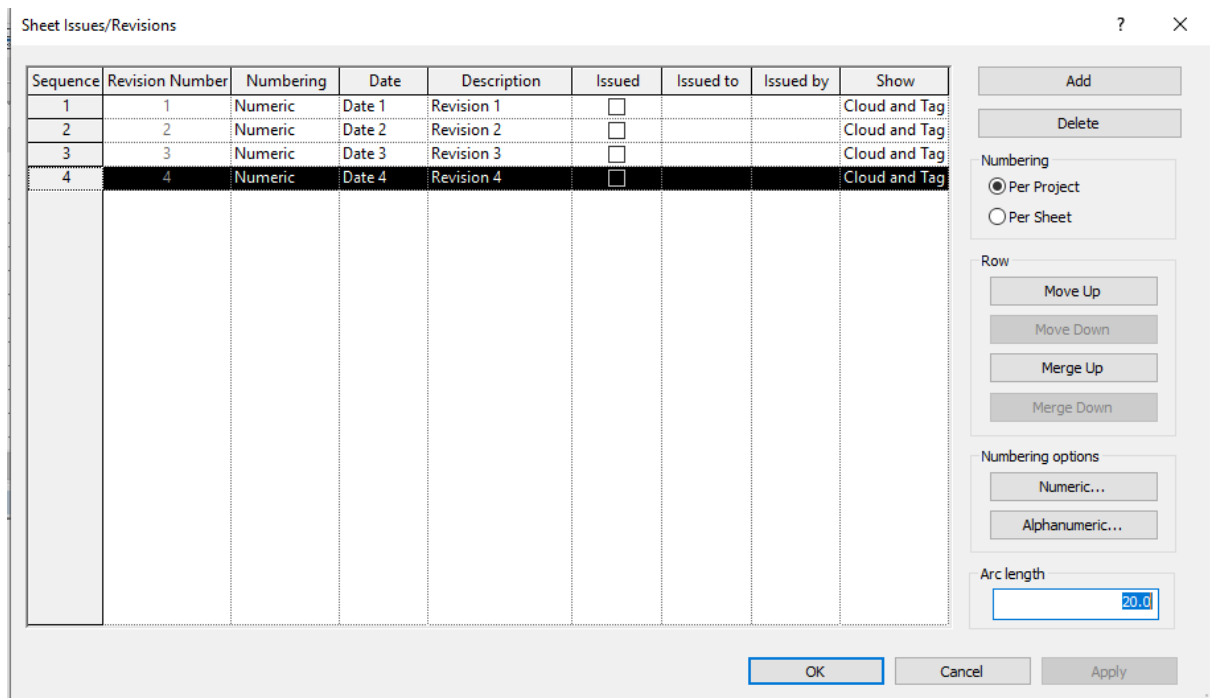 Sheet Issues/Revisions ? ×
Sequence Revision Number Numbering Date Description Issued Issued to Issued by Show
1 1 Numeric Date 1 Revision 1 Cloud and Tag
2 2 Numeric Date 2 Revision 2 Cloud and Tag
3 3 Numeric Date 3 Revision 3 Cloud and Tag
4 4 Numeric Date 4 Revision 4 Cloud and Tag
Add
Delete
Numbering
Per Project
Per Sheet
Row
Move Up
Move Down
Merge Up
Merge Down
Numbering options
Numeric...
Alphanumeric...
Arc length
20.0
OK Cancel Apply